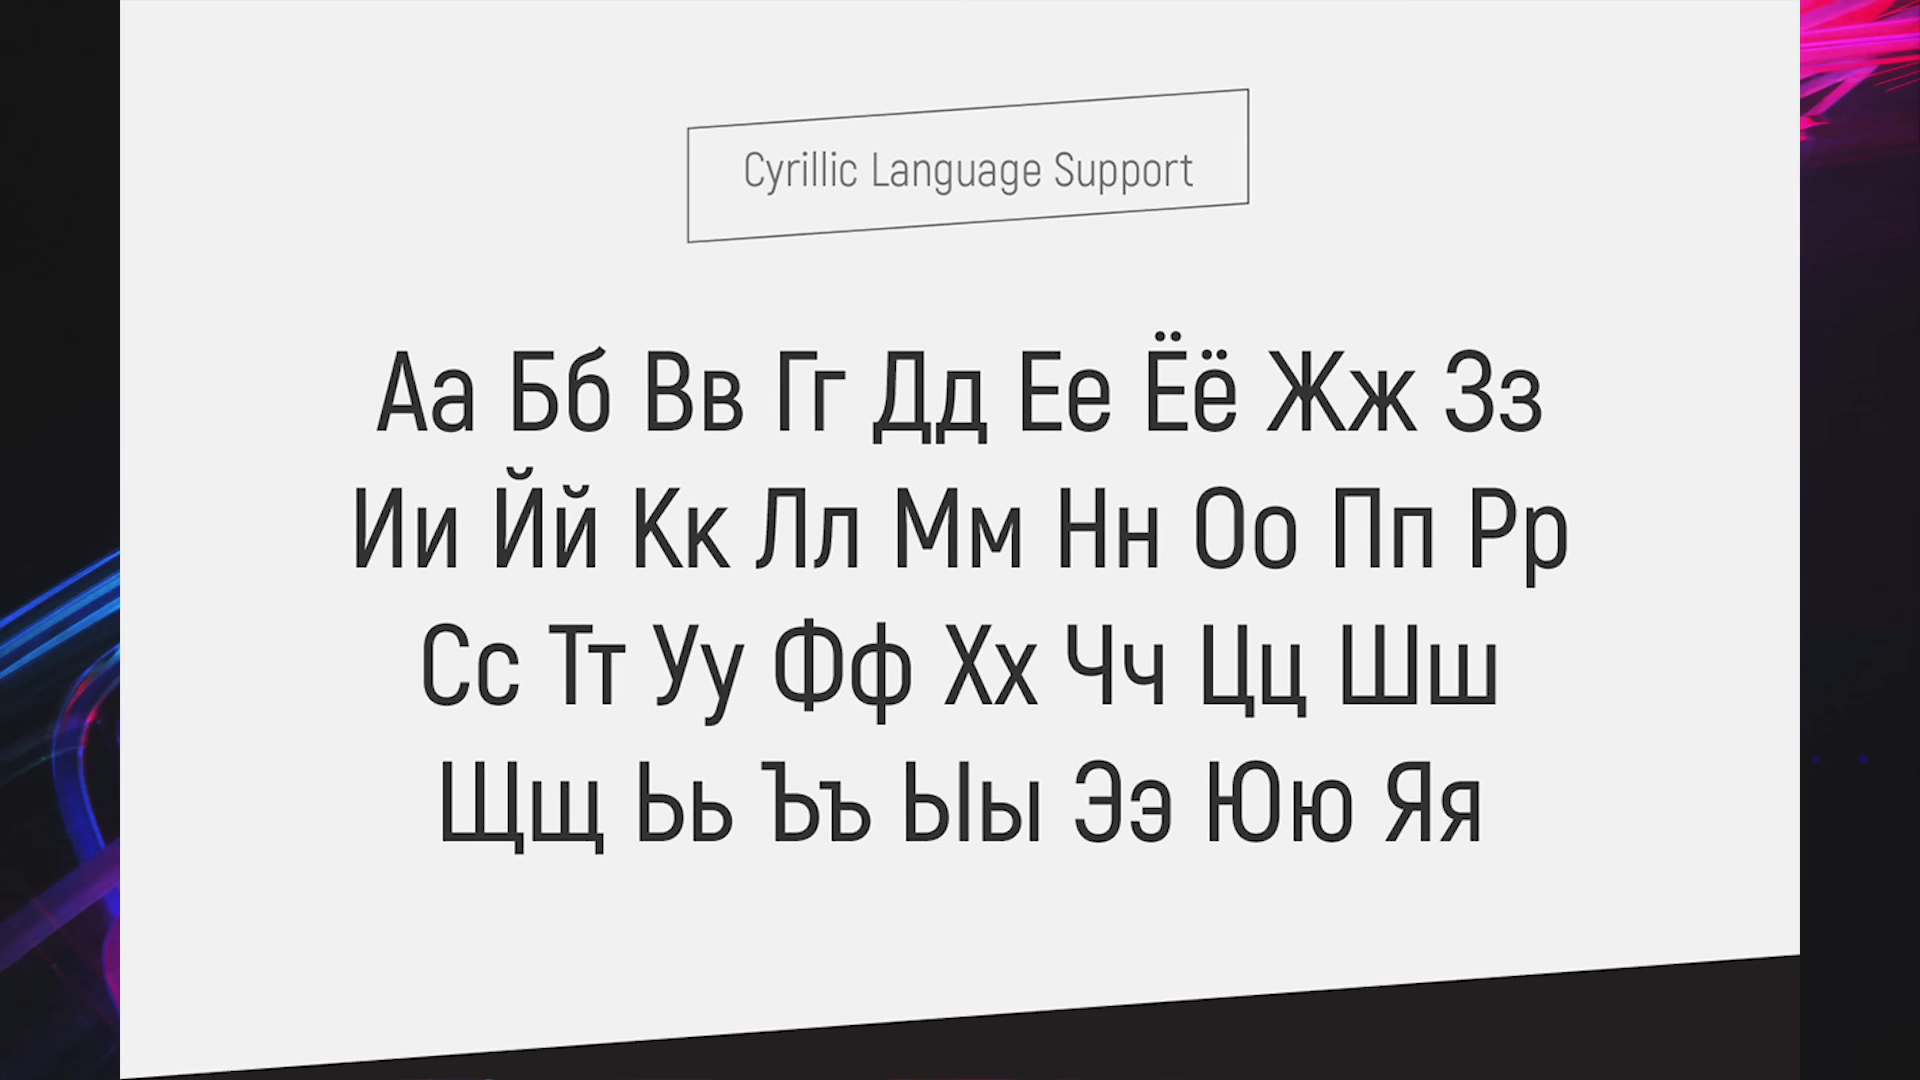 Cyrillic Language Support
Аа Бб Вв Гг Дд Ее Ёё Жж Зз
Ии Йй Кк Лл Мм Нн Оо Пп Рр
Сс Тт Уу Фф Хх Чч Цц Шш
Щщ Ьь Ъъ Ыы Ээ Юю Яя